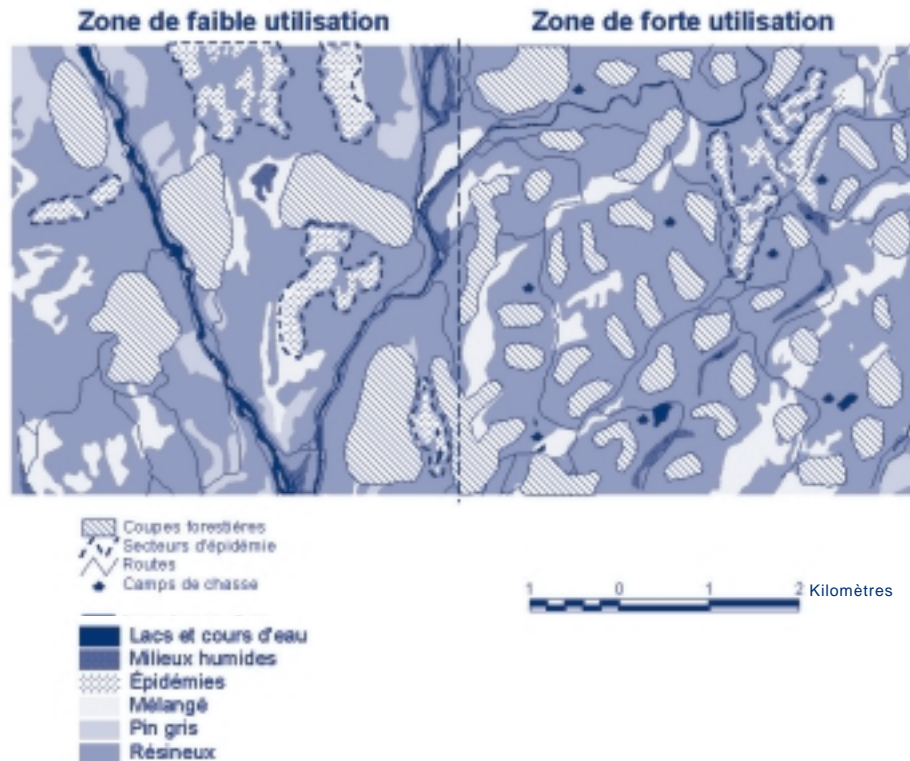 Zone de faible utilisation
Zone de forte utilisation
Coupes forestières
Secteurs d'épidémie
Routes
Camps de chasse
1 0 1 2 Kilomètres
Lacs et cours d'eau
Milieux humides
Épidémies
Mélangé
Pin gris
Résineux